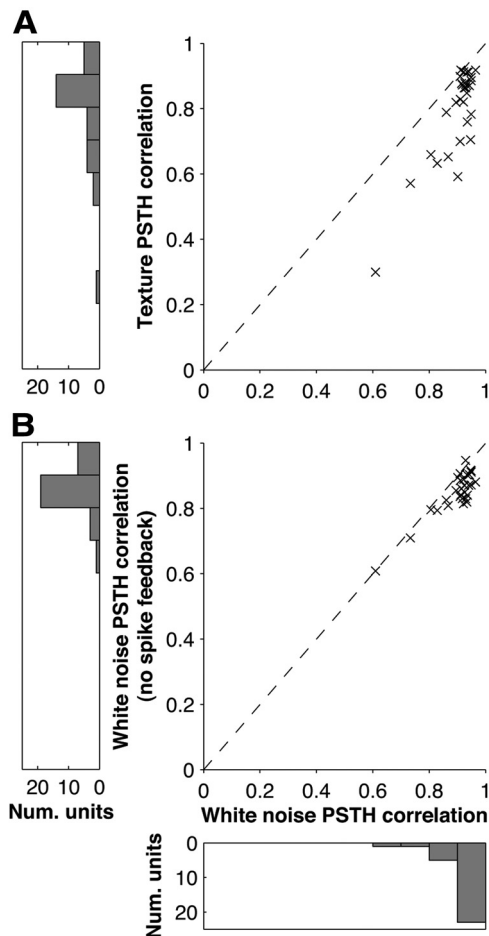 A
Texture PSTH correlation
1
0.8
0.6
0.4
0.2
0
20 10 0
0 0.2 0.4 0.6 0.8 1
B
White noise PSTH correlation
(no spike feedback)
1
0.8
0.6
0.4
0.2
0
20 10 0
0 0.2 0.4 0.6 0.8 1
Num. units
White noise PSTH correlation
Num. units
0
10
20